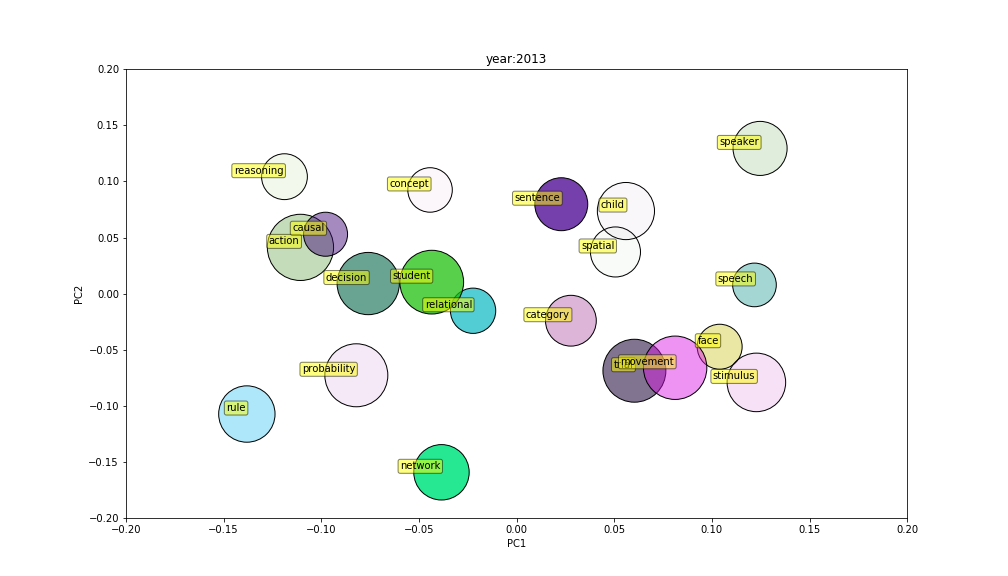 year:2013
PC2
0.20
0.15
0.10
0.05
0.00
−0.05
−0.10
−0.15
−0.20
speaker
reasoning
concept
sentence
child
causal
action
spatial
decision
student
speech
relational
category
face
movement
probability
stimulus
rule
network
−0.20 −0.15 −0.10 −0.05 0.00 0.05 0.10 0.15 0.20
PC1